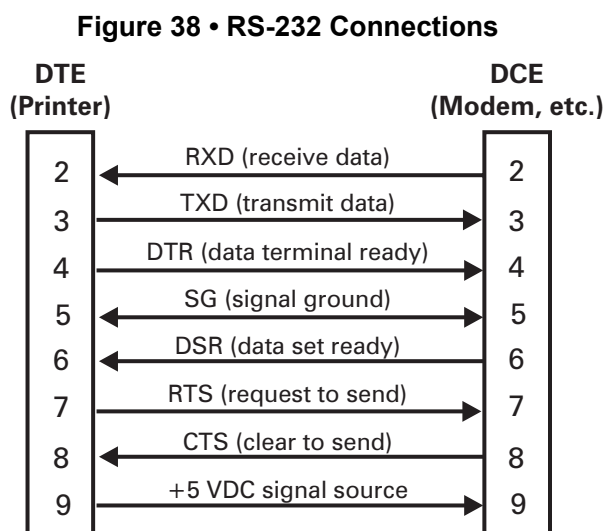 Figure 38 • RS-232 Connections
DTE
(Printer)
DCE
(Modem, etc.)
2 RXD (receive data) 2
3 TXD (transmit data) 3
4 DTR (data terminal ready) 4
5 SG (signal ground) 5
6 DSR (data set ready) 6
7 RTS (request to send) 7
8 CTS (clear to send) 8
9 +5 VDC signal source 9